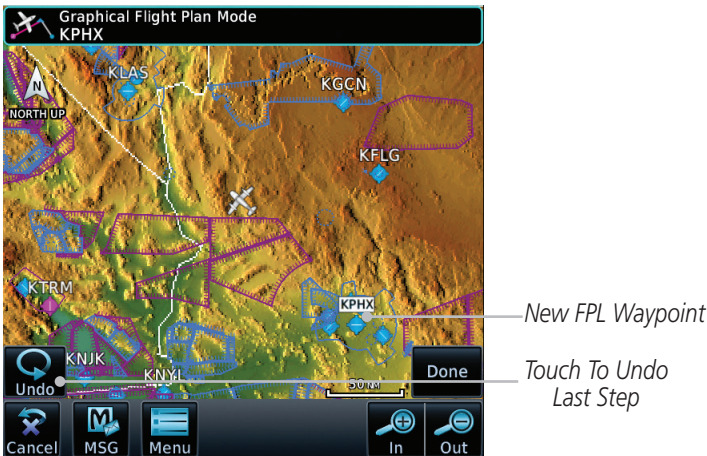 Graphical Flight Plan Mode
KPHX
KLAS
KGCN
N
NORTH UP
KFLG
KTRM
KPHX
New FPL Waypoint
KNJK
KNYL
Undo
50 NM
Done
Touch To Undo
Last Step
Cancel
MSG
Menu
In
Out